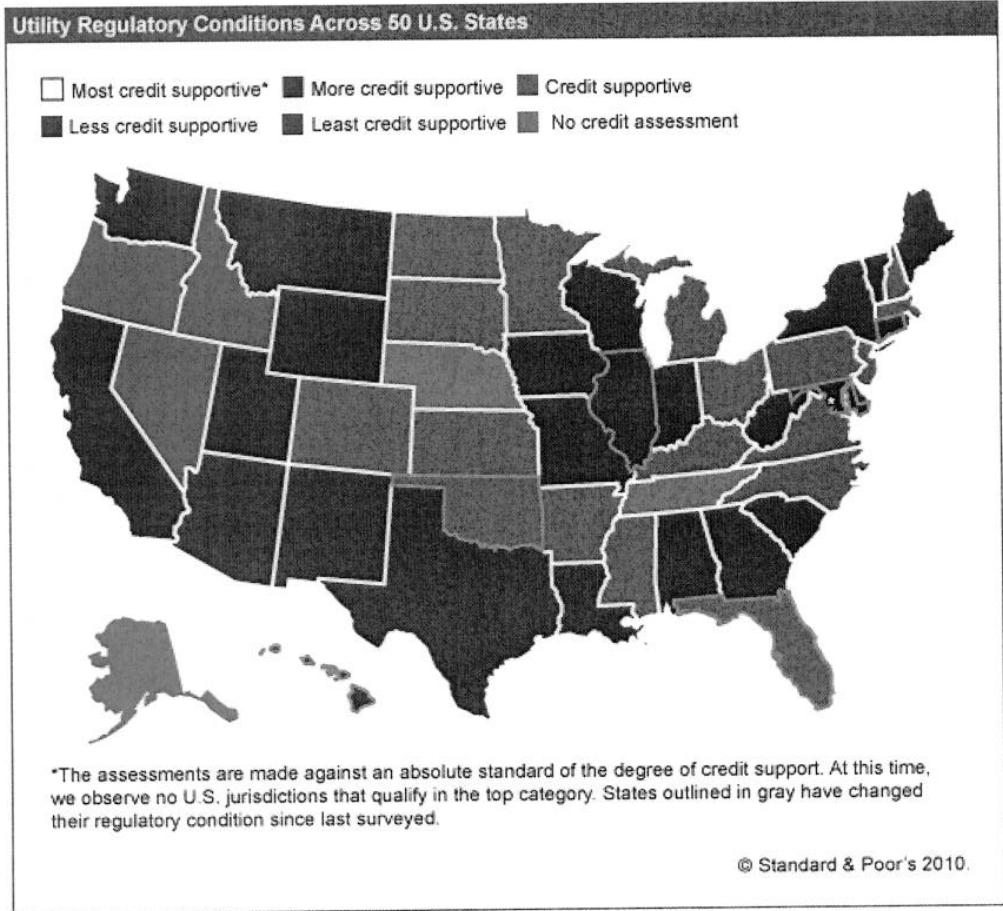 Utility Regulatory Conditions Across 50 U.S. States
Most credit supportive* More credit supportive Credit supportive
Less credit supportive Least credit supportive No credit assessment
*The assessments are made against an absolute standard of the degree of credit support. At this time,
we observe no U.S. jurisdictions that qualify in the top category. States outlined in gray have changed
their regulatory condition since last surveyed.
© Standard & Poor's 2010.